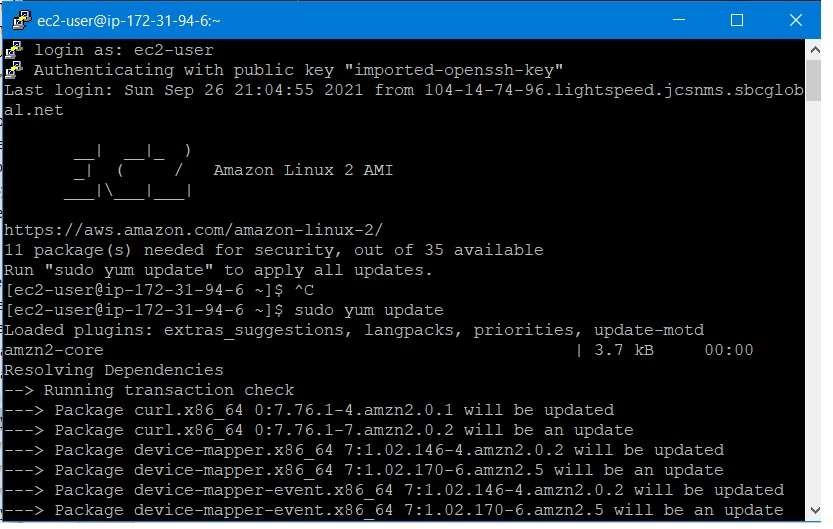 ec2-user@ip-172-31-94-6:~
login as: ec2-user
Authenticating with public key "imported-openssh-key"
Last login: Sun Sep 26 21:04:55 2021 from 104-14-74-96.lightspeed.jcsnms.sbcglob
al.net
__|  __|_  )
_|  (     /   Amazon Linux 2 AMI
___|\___|___|
https://aws.amazon.com/amazon-linux-2/
11 package(s) needed for security, out of 35 available
Run "sudo yum update" to apply all updates.
[ec2-user@ip-172-31-94-6 ~]$ ^C
[ec2-user@ip-172-31-94-6 ~]$ sudo yum update
Loaded plugins: extras_suggestions, langpacks, priorities, update-motd
amzn2-core | 3.7 kB 00:00
Resolving Dependencies
--> Running transaction check
---> Package curl.x86_64 0:7.76.1-4.amzn2.0.1 will be updated
---> Package curl.x86_64 0:7.76.1-7.amzn2.0.2 will be an update
---> Package device-mapper.x86_64 7:1.02.146-4.amzn2.0.2 will be updated
---> Package device-mapper.x86_64 7:1.02.170-6.amzn2.5 will be an update
---> Package device-mapper-event.x86_64 7:1.02.146-4.amzn2.0.2 will be updated
---> Package device-mapper-event.x86_64 7:1.02.170-6.amzn2.5 will be an update